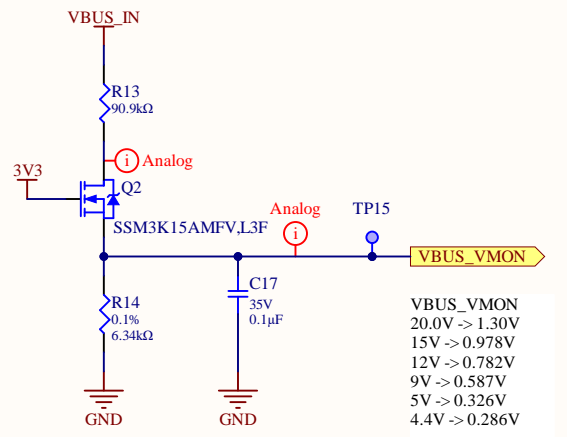 VBUS_IN
R13
90.9kΩ
i Analog
3V3
Q2
SSM3K15AMFV,L3F
Analog
i
TP15
VBUS_VMON
R14
0.1%
6.34kΩ
C17
35V
0.1µF
GND
GND
VBUS_VMON
20.0V -> 1.30V
15V -> 0.978V
12V -> 0.782V
9V -> 0.587V
5V -> 0.326V
4.4V -> 0.286V